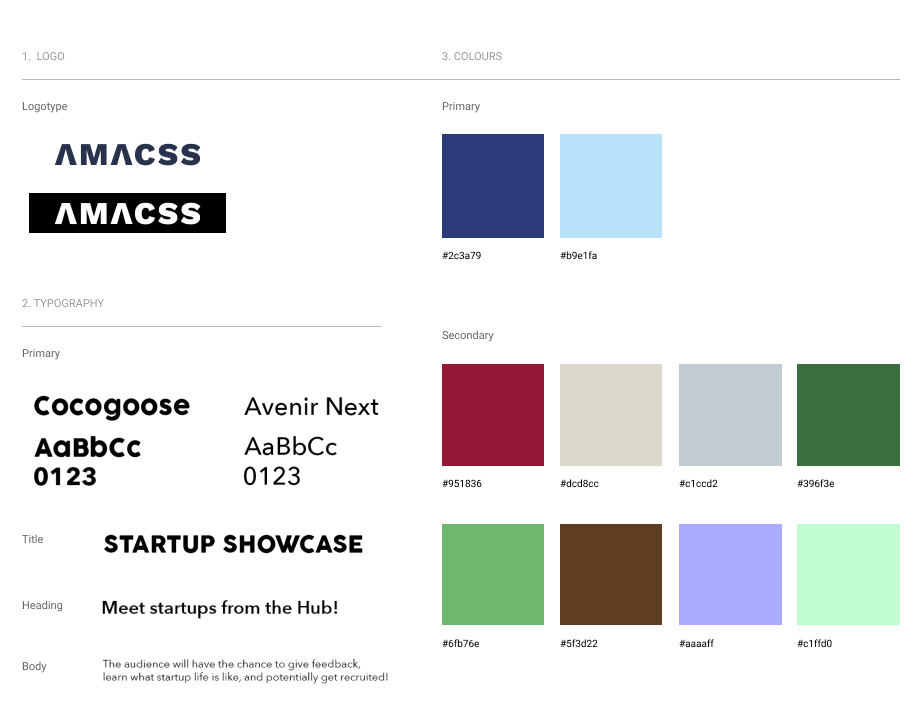 1. LOGO
Logotype
ΛMΛCSS
ΛMΛCSS
2. TYPOGRAPHY
Primary
Cocogoose
AaBbCc
0123
Avenir Next
AaBbCc
0123
Title
STARTUP SHOWCASE
Heading
Meet startups from the Hub!
Body
The audience will have the chance to give feedback,
learn what startup life is like, and potentially get recruited!
3. COLOURS
Primary
#2c3a79
#b9e1fa
Secondary
#951836
#dcd8cc
#c1ccd2
#396f3e
#6fb76e
#5f3d22
#aaaaff
#c1ffd0